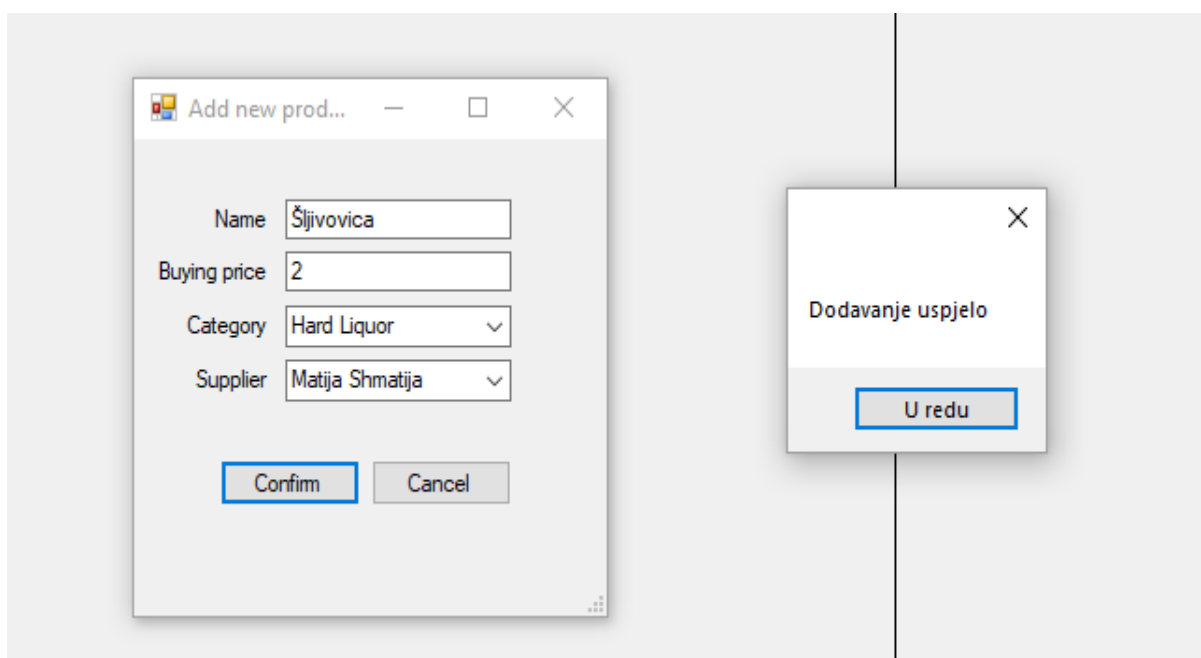 Add new prod...
Name Šljivovica
Buying price 2
Category Hard Liquor
Supplier Matija Shmatija
Confirm Cancel
Dodavanje uspjelo
U redu